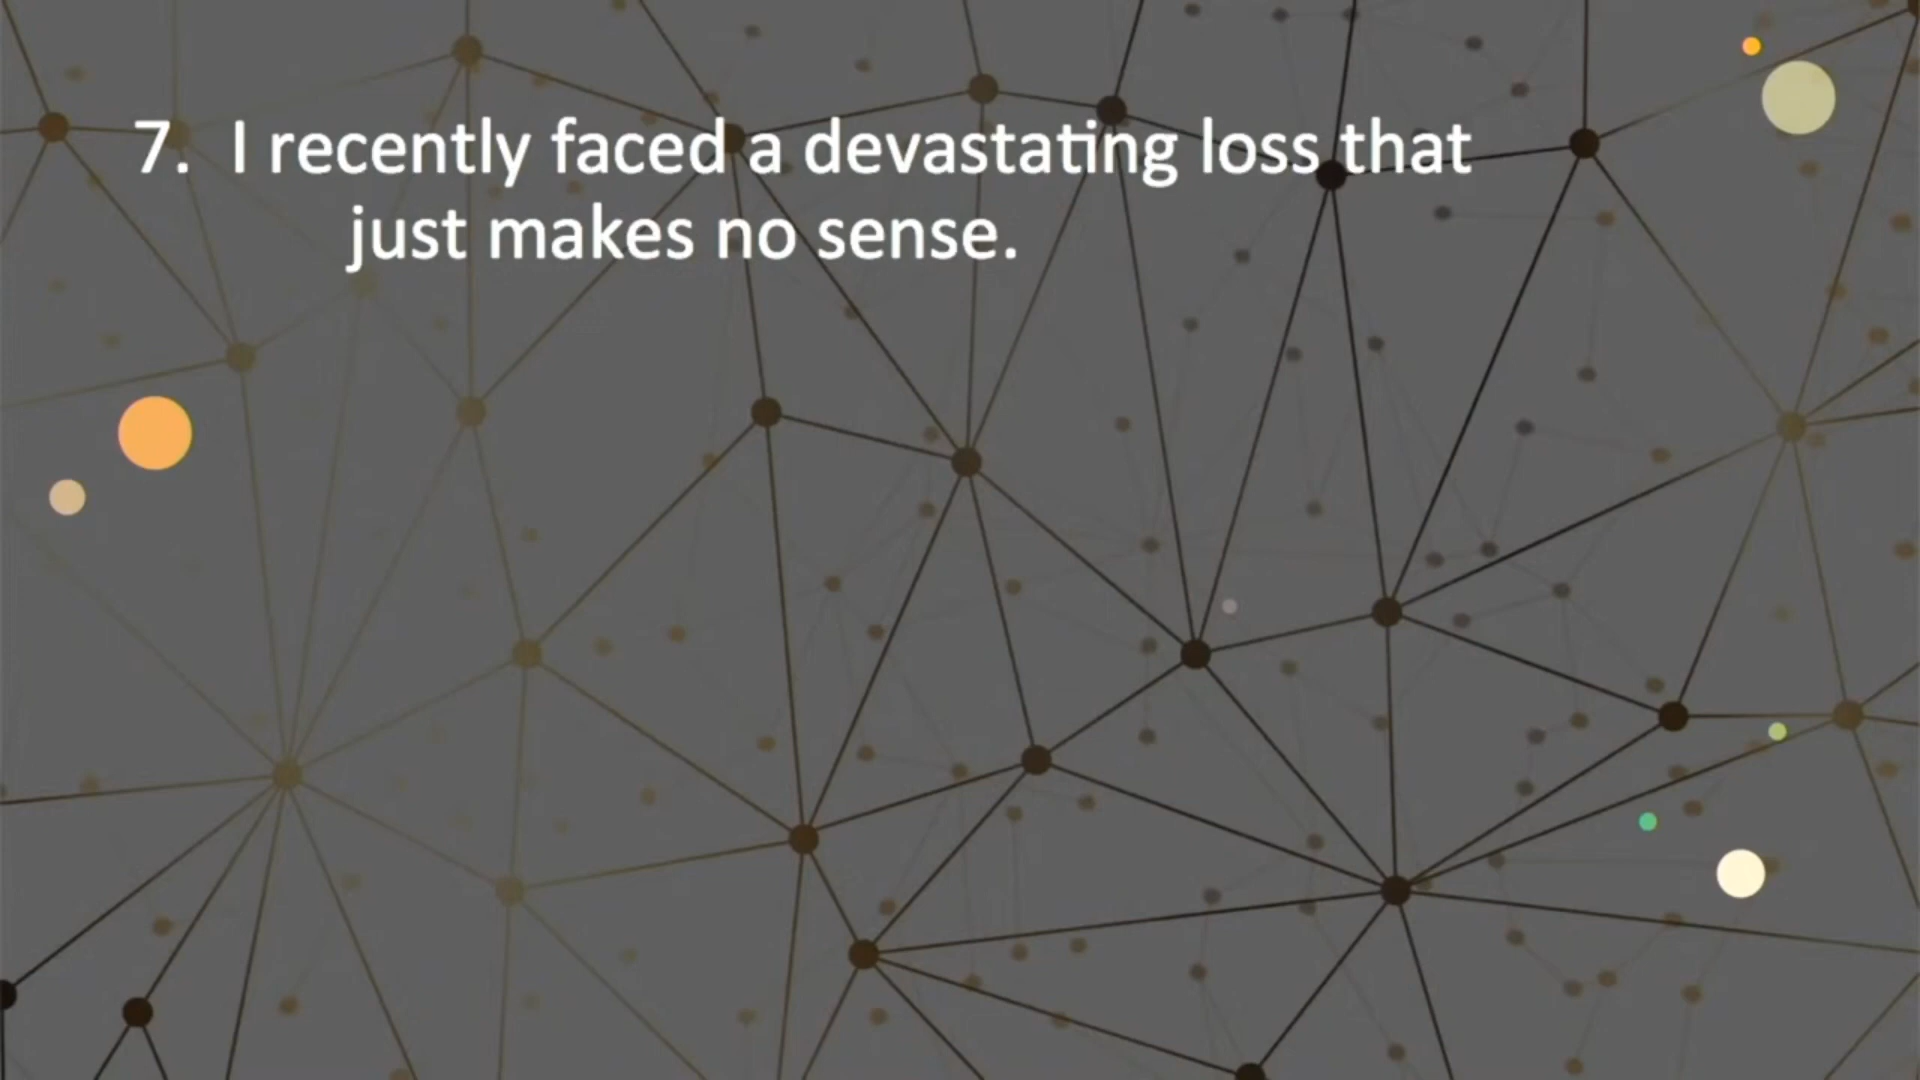 7. I recently faced a devastating loss that
just makes no sense.